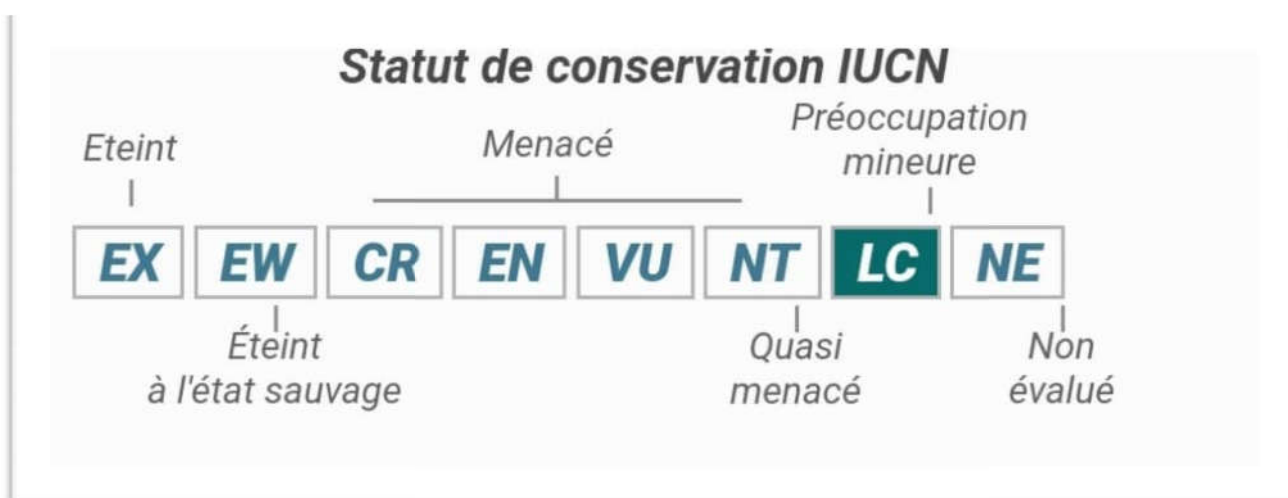 Statut de conservation IUCN
Eteint
Menacé
Préoccupation
mineure
EX EW CR EN VU NT LC NE
Éteint
à l'état sauvage
Quasi
menacé
Non
évalué